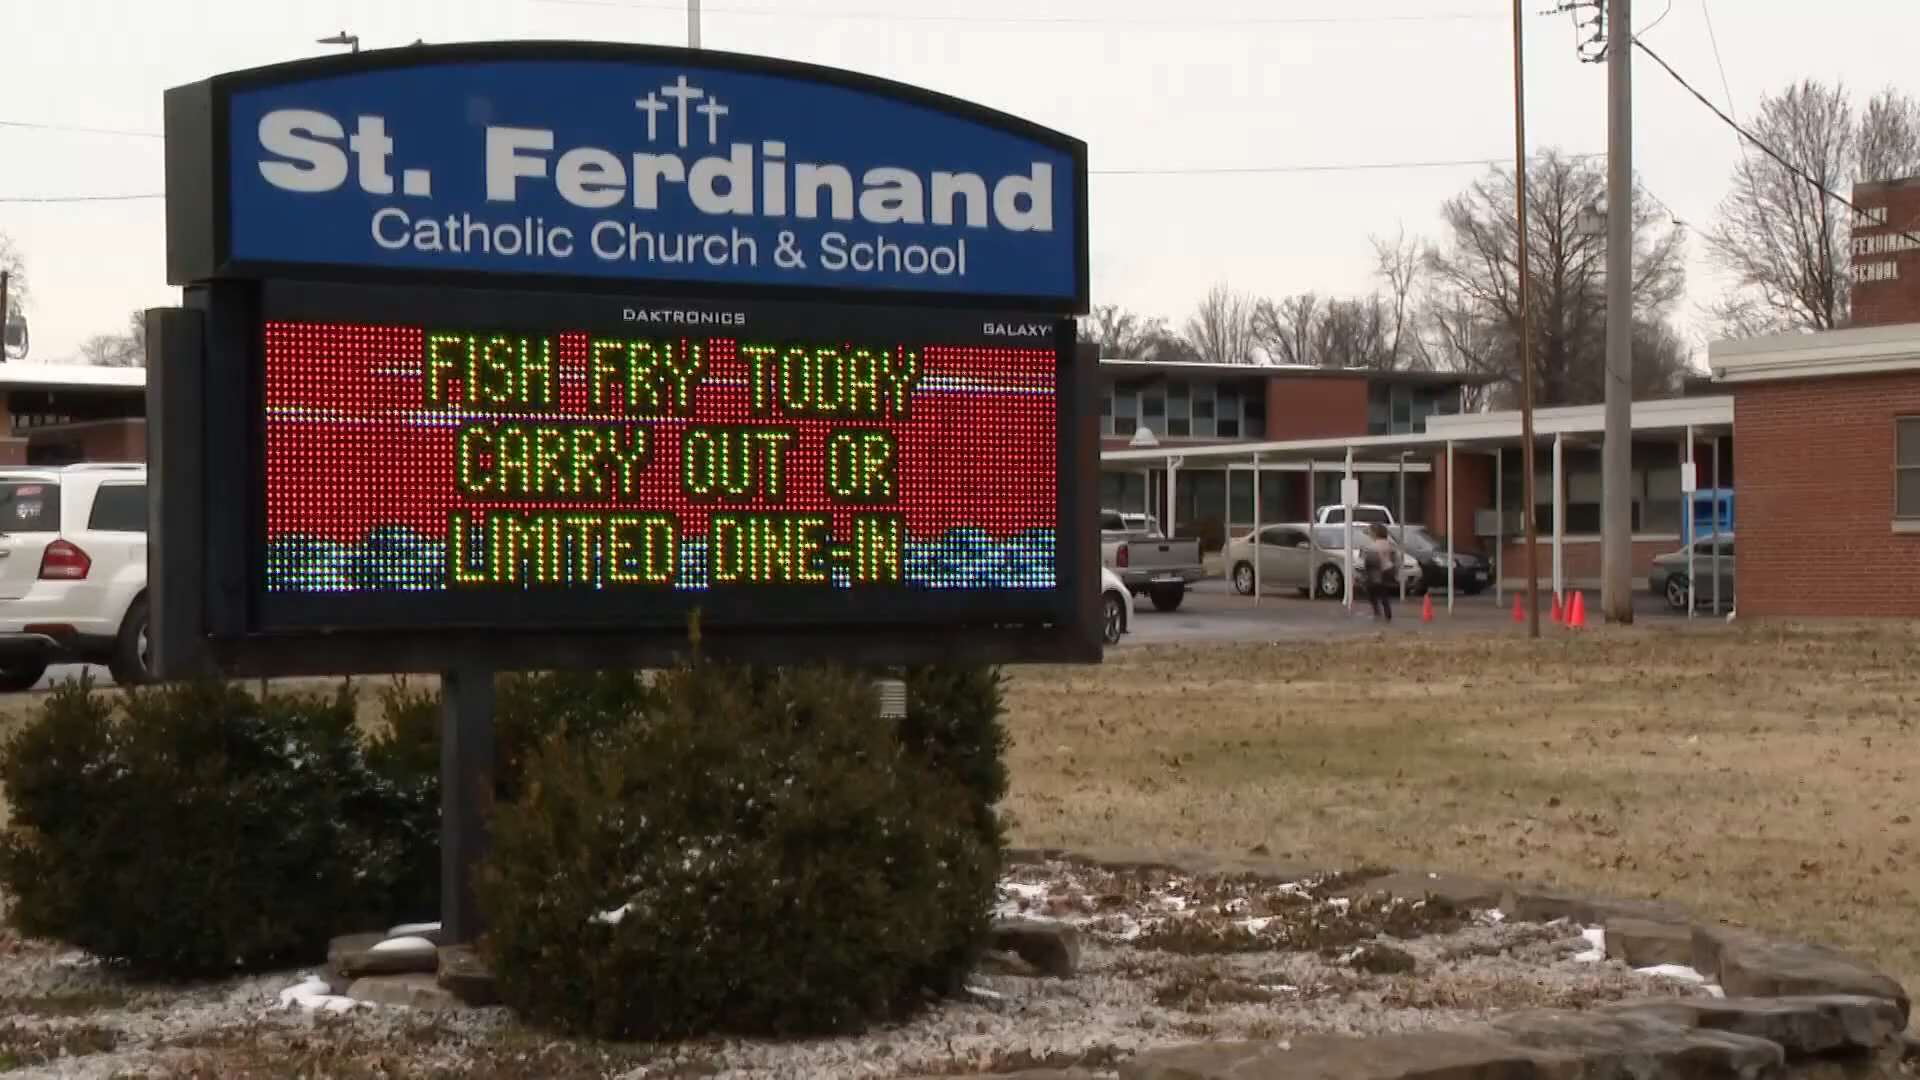 St. Ferdinand
Catholic Church & School
DAKTRONICS
GALAXY
FISH FRY TODAY
CARRY OUT OR
LIMITED DINE-IN
SAINT
FERDINAND
SCHOOL